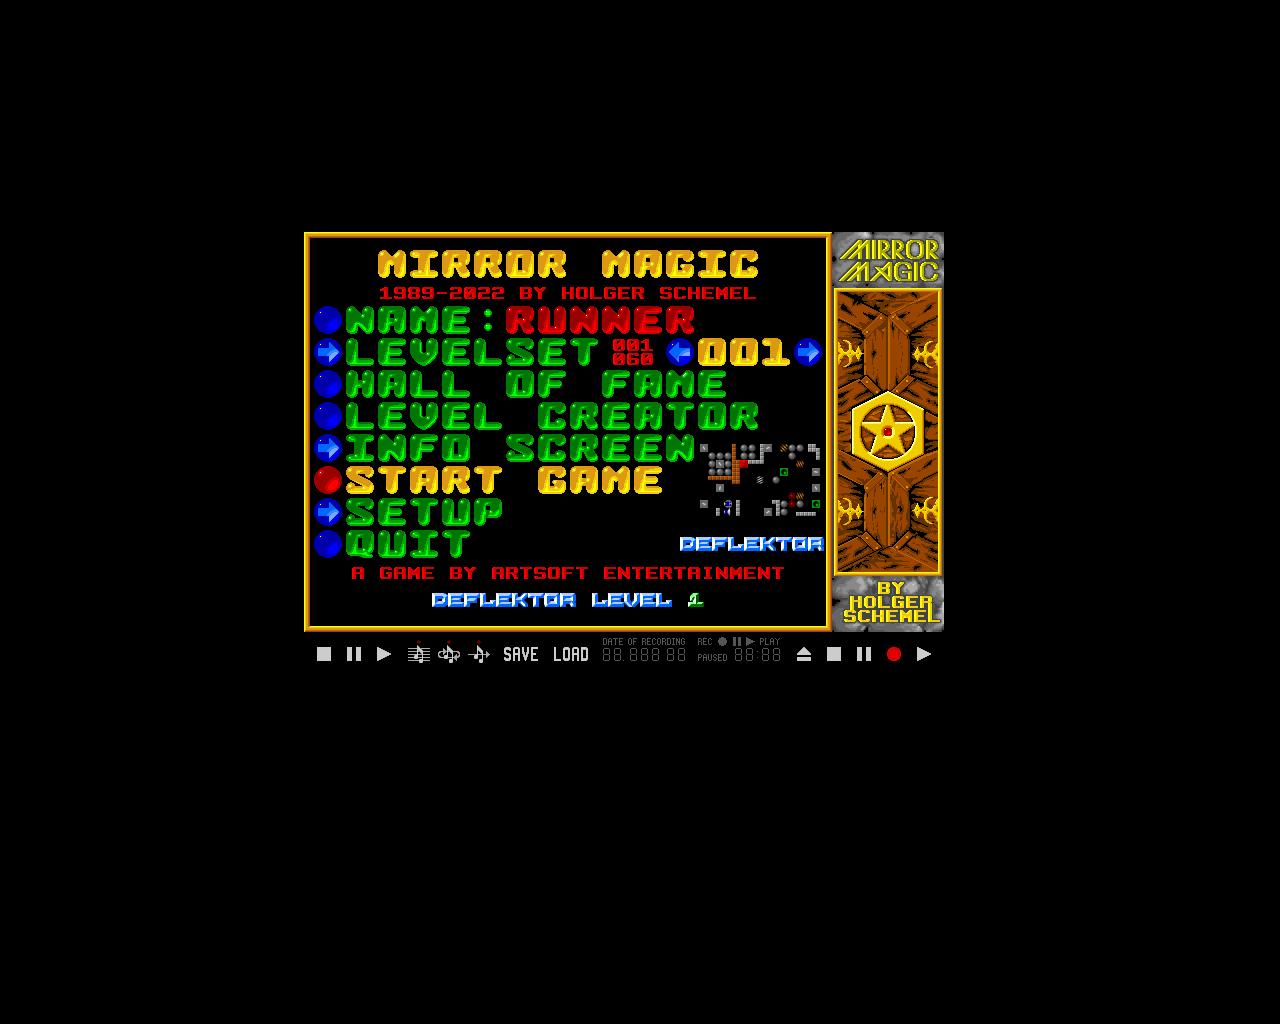 MIRROR MAGIC
1989-2022 BY HOLGER SCHEMEL
NAME: RUNNER
LEVELSET 001 060 001
HALL OF FAME
LEVEL CREATOR
INFO SCREEN
START GAME
SETUP
QUIT
DEFLEKTOR
A GAME BY ARTSOFT ENTERTAINMENT
DEFLEKTOR LEVEL 1
MIRROR
MAGIC
BY
HOLGER
SCHEMEL
SAVE LOAD
DATE OF RECORDING
REC PLAY
PAUSED